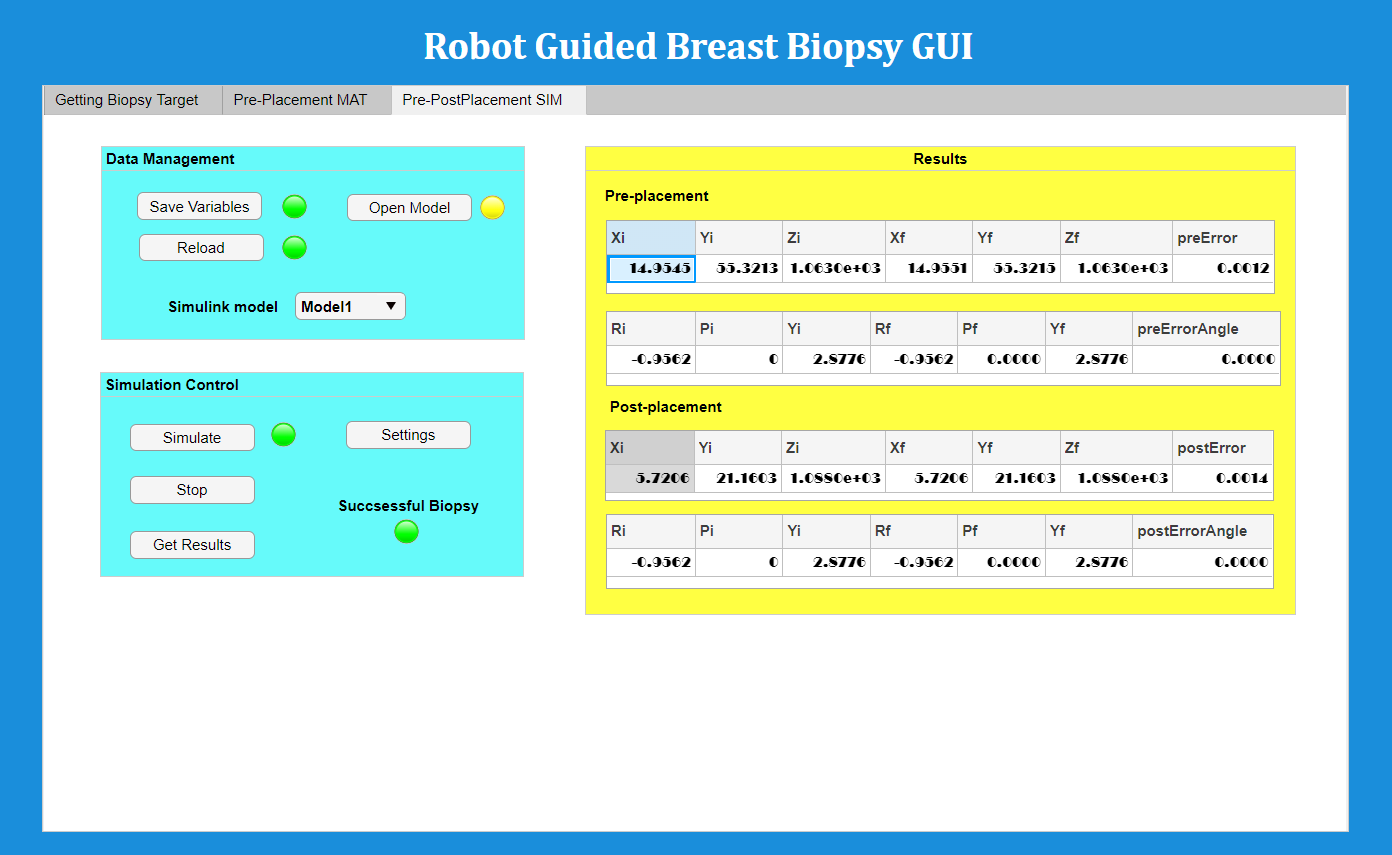 Robot Guided Breast Biopsy GUI
Getting Biopsy Target Pre-Placement MAT Pre-PostPlacement SIM
Data Management
Save Variables Open Model
Reload
Simulink model Model1
Simulation Control
Simulate Settings
Stop
Succsessful Biopsy
Get Results
Results
Pre-placement
Xi Yi Zi Xf Yf Zf preError
14.9545 55.3213 1.0630e+03 14.9551 55.3215 1.0630e+03 0.0012
Ri Pi Yi Rf Pf Yf preErrorAngle
-0.9562 0 2.8776 -0.9562 0.0000 2.8776 0.0000
Post-placement
Xi Yi Zi Xf Yf Zf postError
5.7206 21.1603 1.0880e+03 5.7206 21.1603 1.0880e+03 0.0014
Ri Pi Yi Rf Pf Yf postErrorAngle
-0.9562 0 2.8776 -0.9562 0.0000 2.8776 0.0000